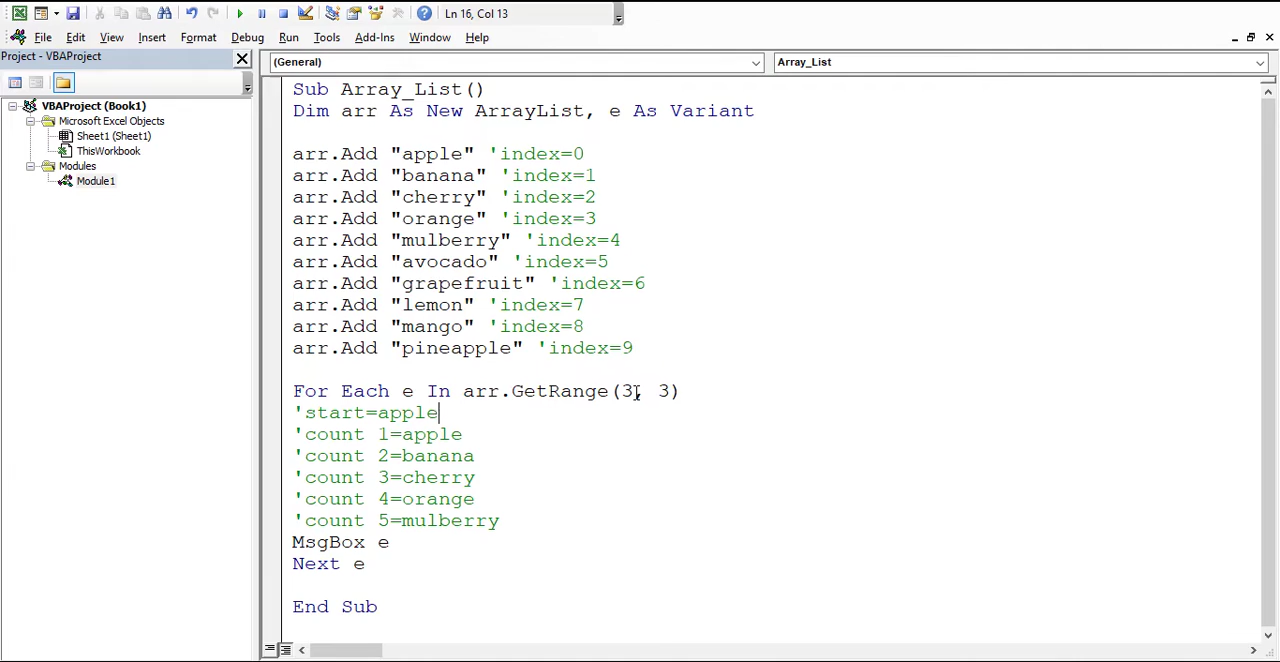 Ln 16, Col 13
File Edit View Insert Format Debug Run Tools Add-Ins Window Help
Project - VBAProject
(General)
Array_List
VBAProject (Book1)
Microsoft Excel Objects
Sheet1 (Sheet1)
ThisWorkbook
Modules
Module1
Sub Array_List()
Dim arr As New ArrayList, e As Variant
arr.Add "apple" 'index=0
arr.Add "banana" 'index=1
arr.Add "cherry" 'index=2
arr.Add "orange" 'index=3
arr.Add "mulberry" 'index=4
arr.Add "avocado" 'index=5
arr.Add "grapefruit" 'index=6
arr.Add "lemon" 'index=7
arr.Add "mango" 'index=8
arr.Add "pineapple" 'index=9
For Each e In arr.GetRange(3, 3)
'start=apple
'count 1=apple
'count 2=banana
'count 3=cherry
'count 4=orange
'count 5=mulberry
MsgBox e
Next e
End Sub